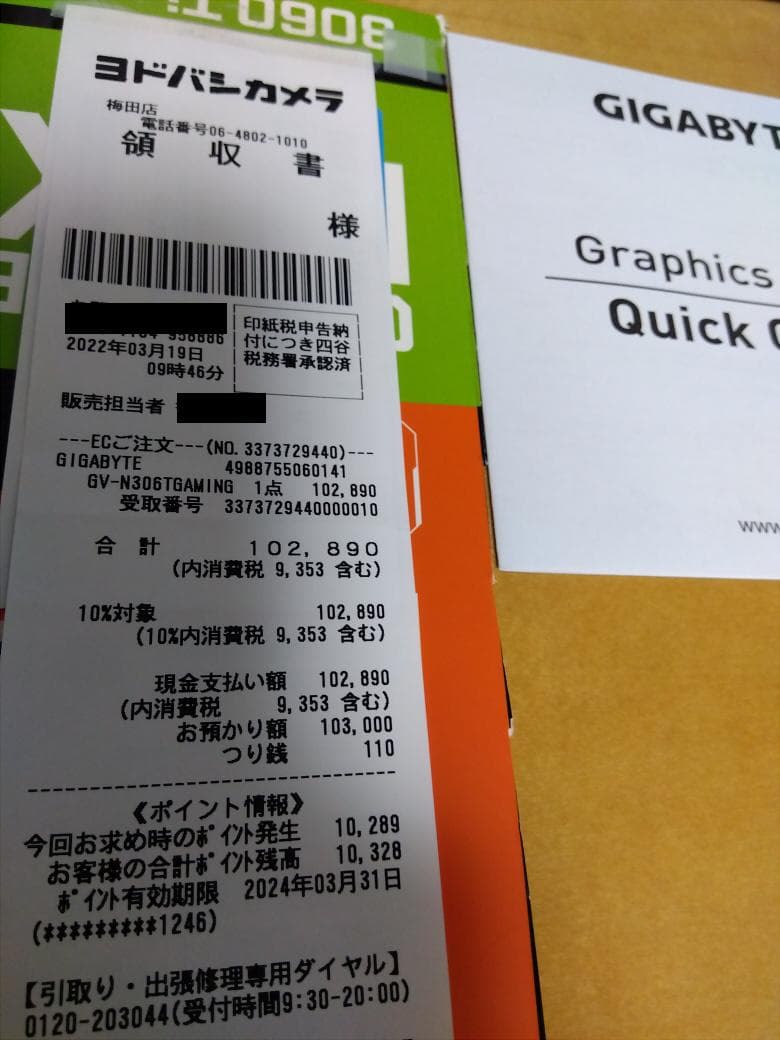 3060 Ti
ヨドバシカメラ
梅田店
電話番号06-4802-1010
領 収 書
様
2022年03月19日
09時46分
印紙税申告納
付につき四谷
税務署承認済
販売担当者
---ECご注文---(NO.3373729440)---
GIGABYTE 4988755060141
GV-N306TGAMING 1点 102,890
受取番号 3373729440000010
合 計 102,890
(内消費税 9,353 含む)
10%対象 102,890
(10%内消費税 9,353 含む)
現金支払い額 102,890
(内消費税 9,353 含む)
お預かり額 103,000
つり銭 110
《ポイント情報》
今回お求め時のﾎﾟｲﾝﾄ発生 10,289
お客様の合計ﾎﾟｲﾝﾄ残高 10,328
ﾎﾟｲﾝﾄ有効期限 2024年03月31日
(*********1246)
【引取り・出張修理専用ダイヤル】
0120-203044(受付時間9:30-20:00)
GIGABYTE
Graphics
Quick
www